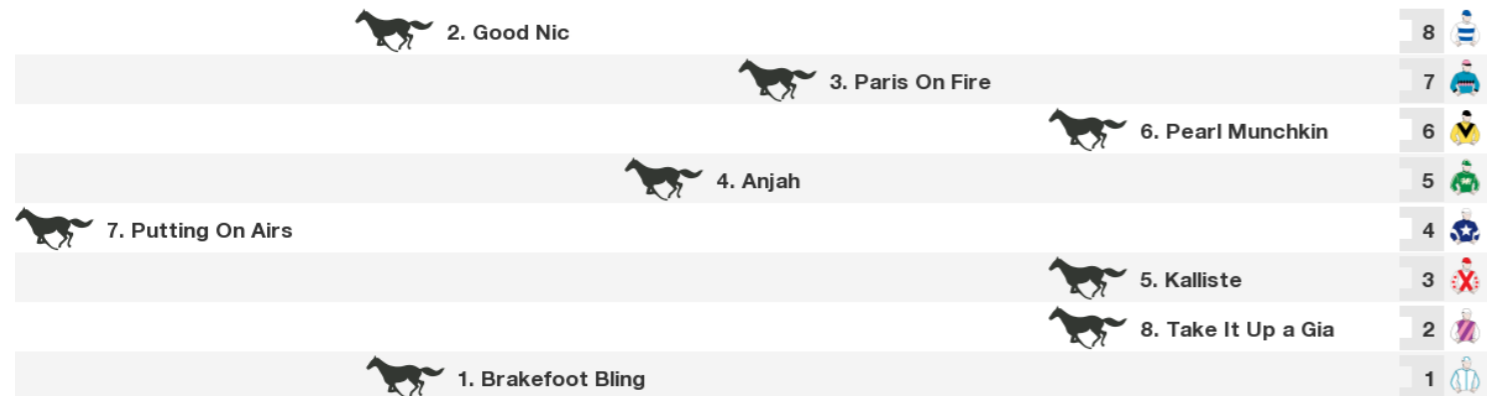 2. Good Nic 8
3. Paris On Fire 7
6. Pearl Munchkin 6
4. Anjah 5
7. Putting On Airs 4
5. Kalliste 3
8. Take It Up a Gia 2
1. Brakefoot Bling 1